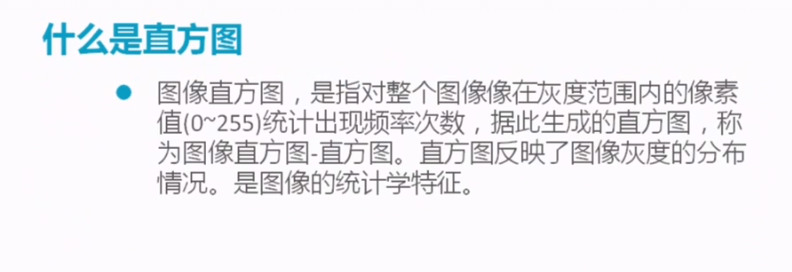 什么是直方图
图像直方图，是指对整个图像像在灰度范围内的像素
值(0~255)统计出现频率次数，据此生成的直方图，称
为图像直方图-直方图。直方图反映了图像灰度的分布
情况。是图像的统计学特征。